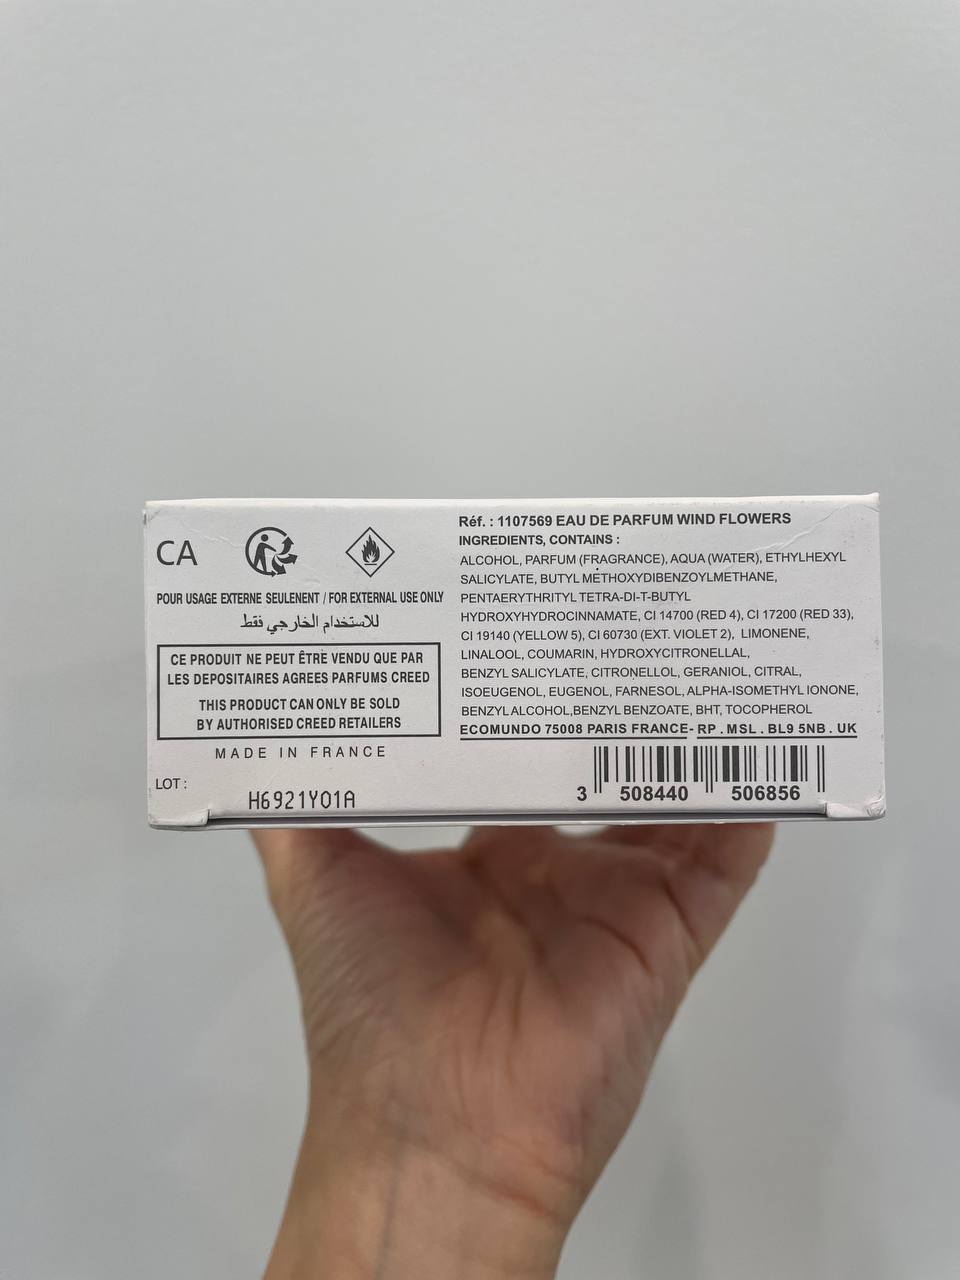 CA
POUR USAGE EXTERNE SEULENENT / FOR EXTERNAL USE ONLY
للاستخدام الخارجي فقط
CE PRODUIT NE PEUT ÊTRE VENDU QUE PAR
LES DEPOSITAIRES AGREES PARFUMS CREED
THIS PRODUCT CAN ONLY BE SOLD
BY AUTHORISED CREED RETAILERS
MADE IN FRANCE
LOT :
H6921Y01A
Réf. : 1107569 EAU DE PARFUM WIND FLOWERS
INGREDIENTS, CONTAINS :
ALCOHOL, PARFUM (FRAGRANCE), AQUA (WATER), ETHYLHEXYL
SALICYLATE, BUTYL METHOXYDIBENZOYLMETHANE,
PENTAERYTHRITYL TETRA-DI-T-BUTYL
HYDROXYHYDROCINNAMATE, CI 14700 (RED 4), CI 17200 (RED 33),
CI 19140 (YELLOW 5), CI 60730 (EXT. VIOLET 2), LIMONENE,
LINALOOL, COUMARIN, HYDROXYCITRONELLAL,
BENZYL SALICYLATE, CITRONELLOL, GERANIOL, CITRAL,
ISOEUGENOL, EUGENOL, FARNESOL, ALPHA-ISOMETHYL IONONE,
BENZYL ALCOHOL,BENZYL BENZOATE, BHT, TOCOPHEROL
ECOMUNDO 75008 PARIS FRANCE- RP . MSL . BL9 5NB . UK
3 508440 506856